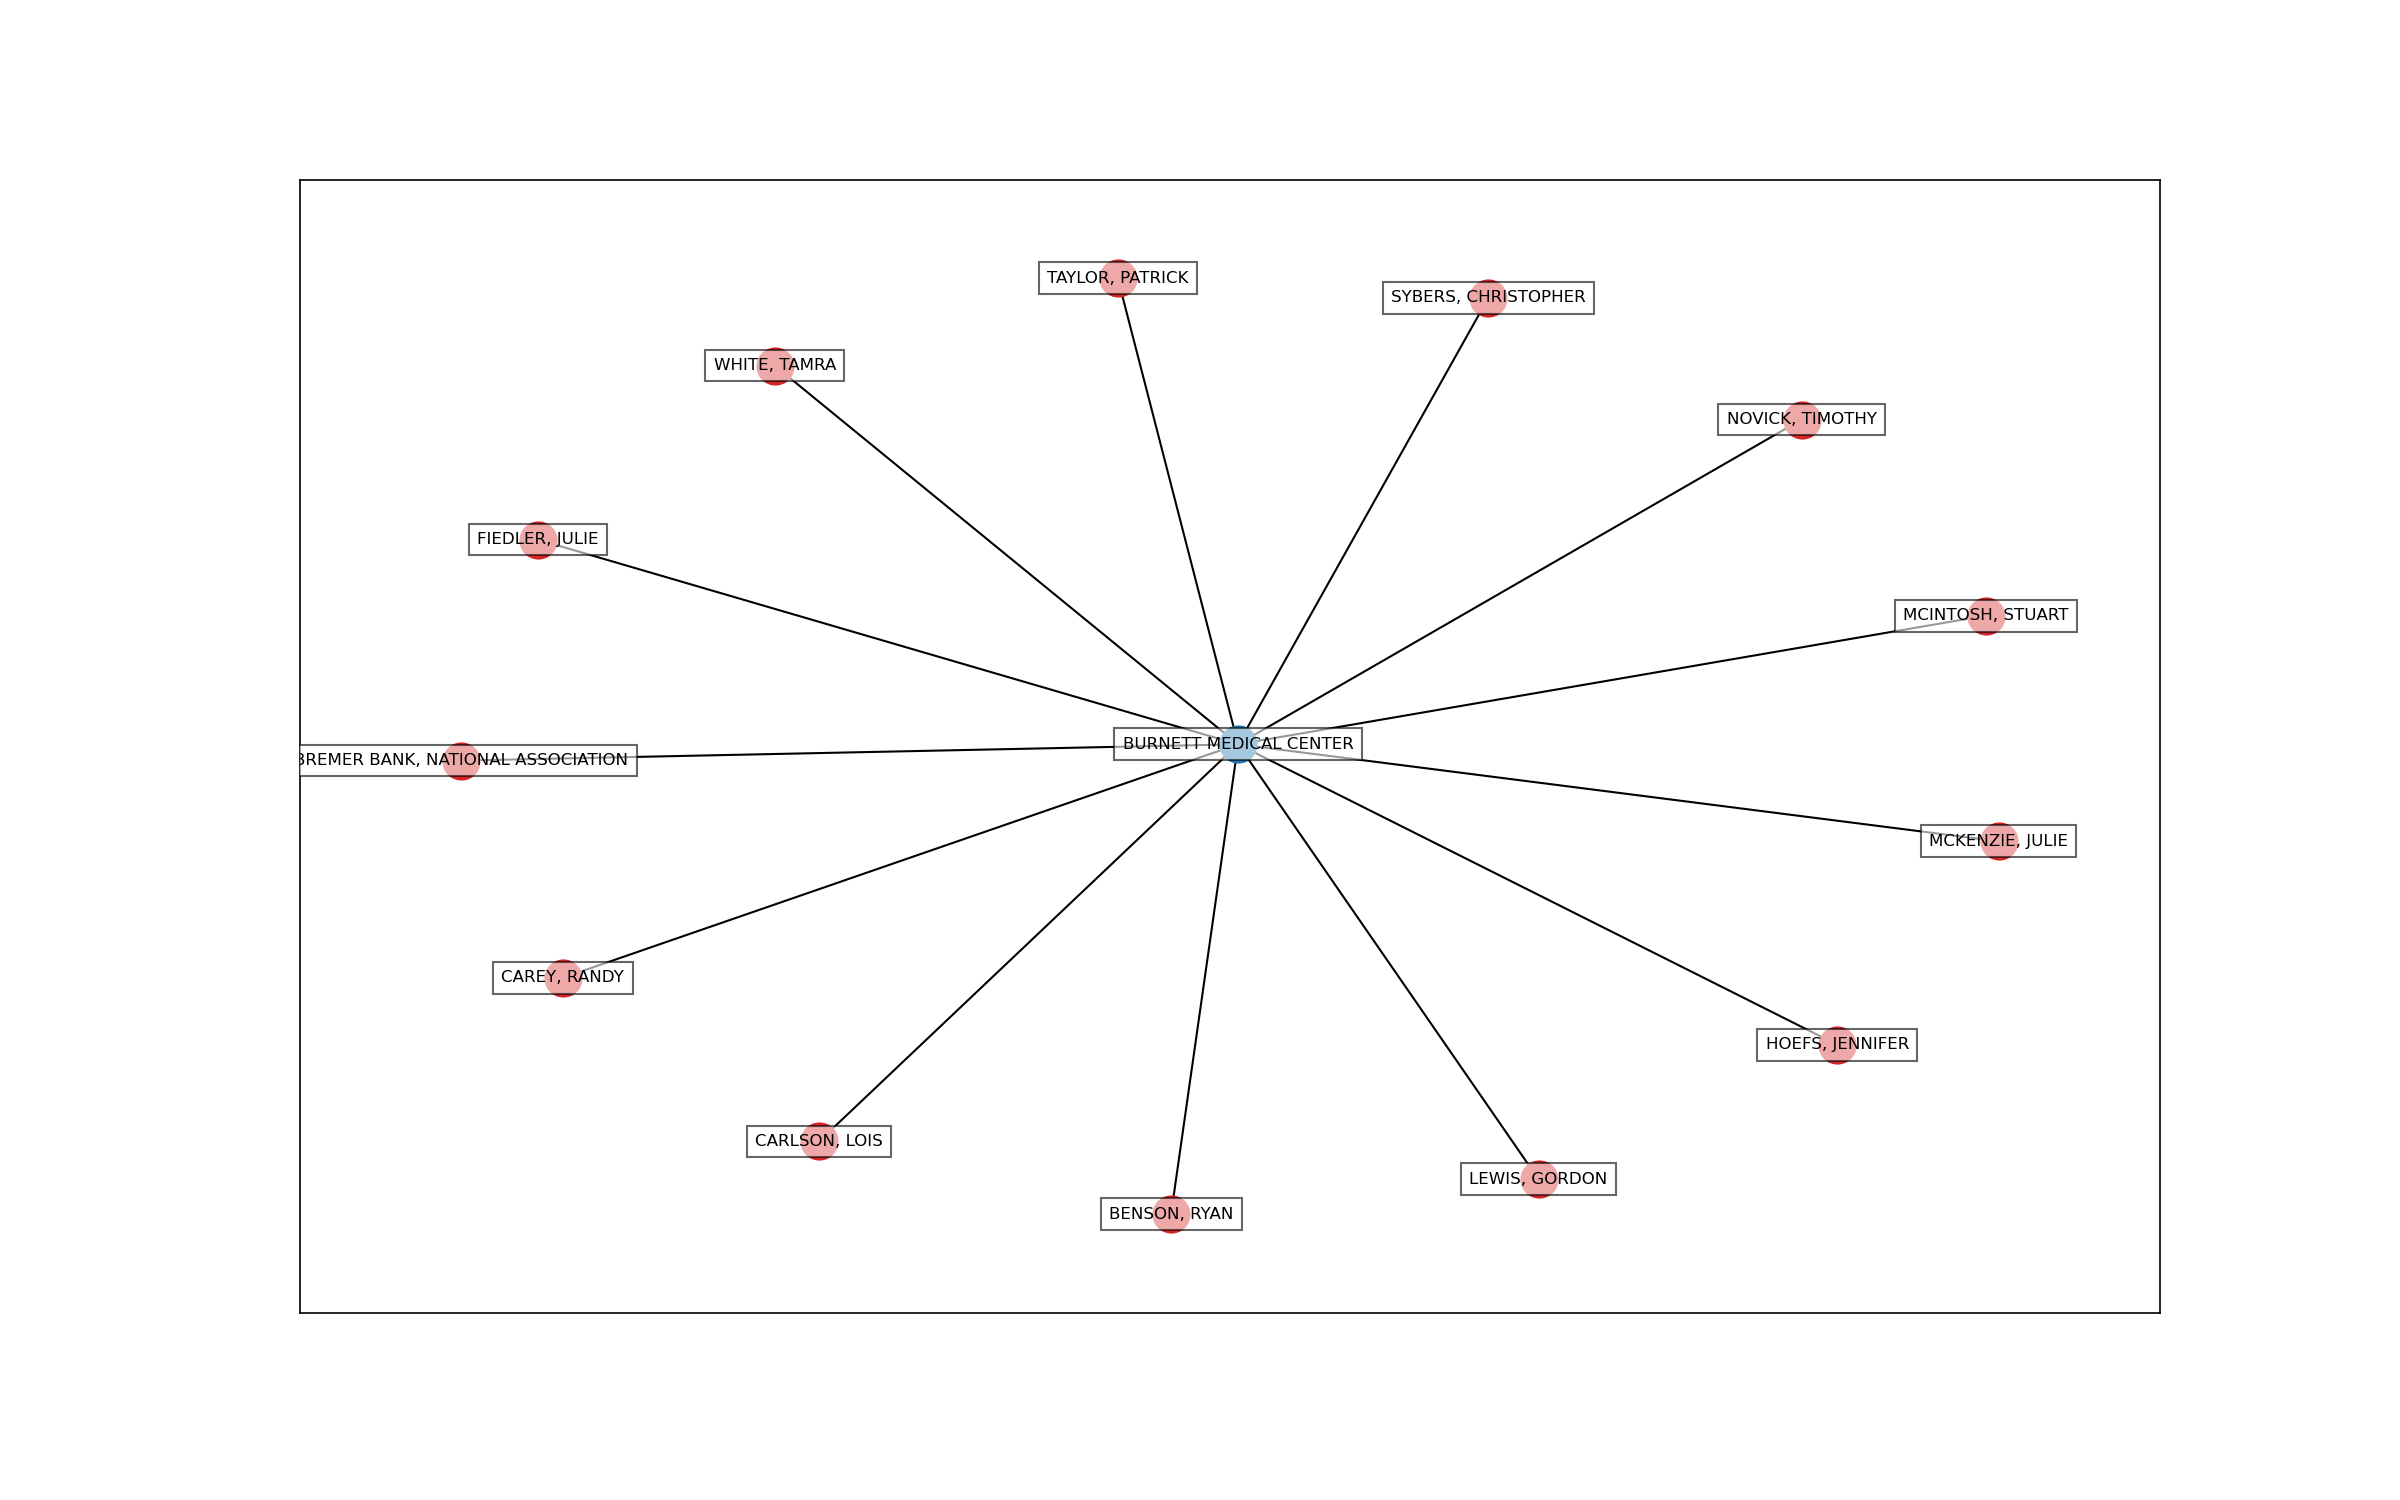 TAYLOR, PATRICK
SYBERS, CHRISTOPHER
WHITE, TAMRA
NOVICK, TIMOTHY
FIEDLER, JULIE
MCINTOSH, STUART
BURNETT MEDICAL CENTER
BREMER BANK, NATIONAL ASSOCIATION
MCKENZIE, JULIE
CAREY, RANDY
HOEFS, JENNIFER
CARLSON, LOIS
LEWIS, GORDON
BENSON, RYAN